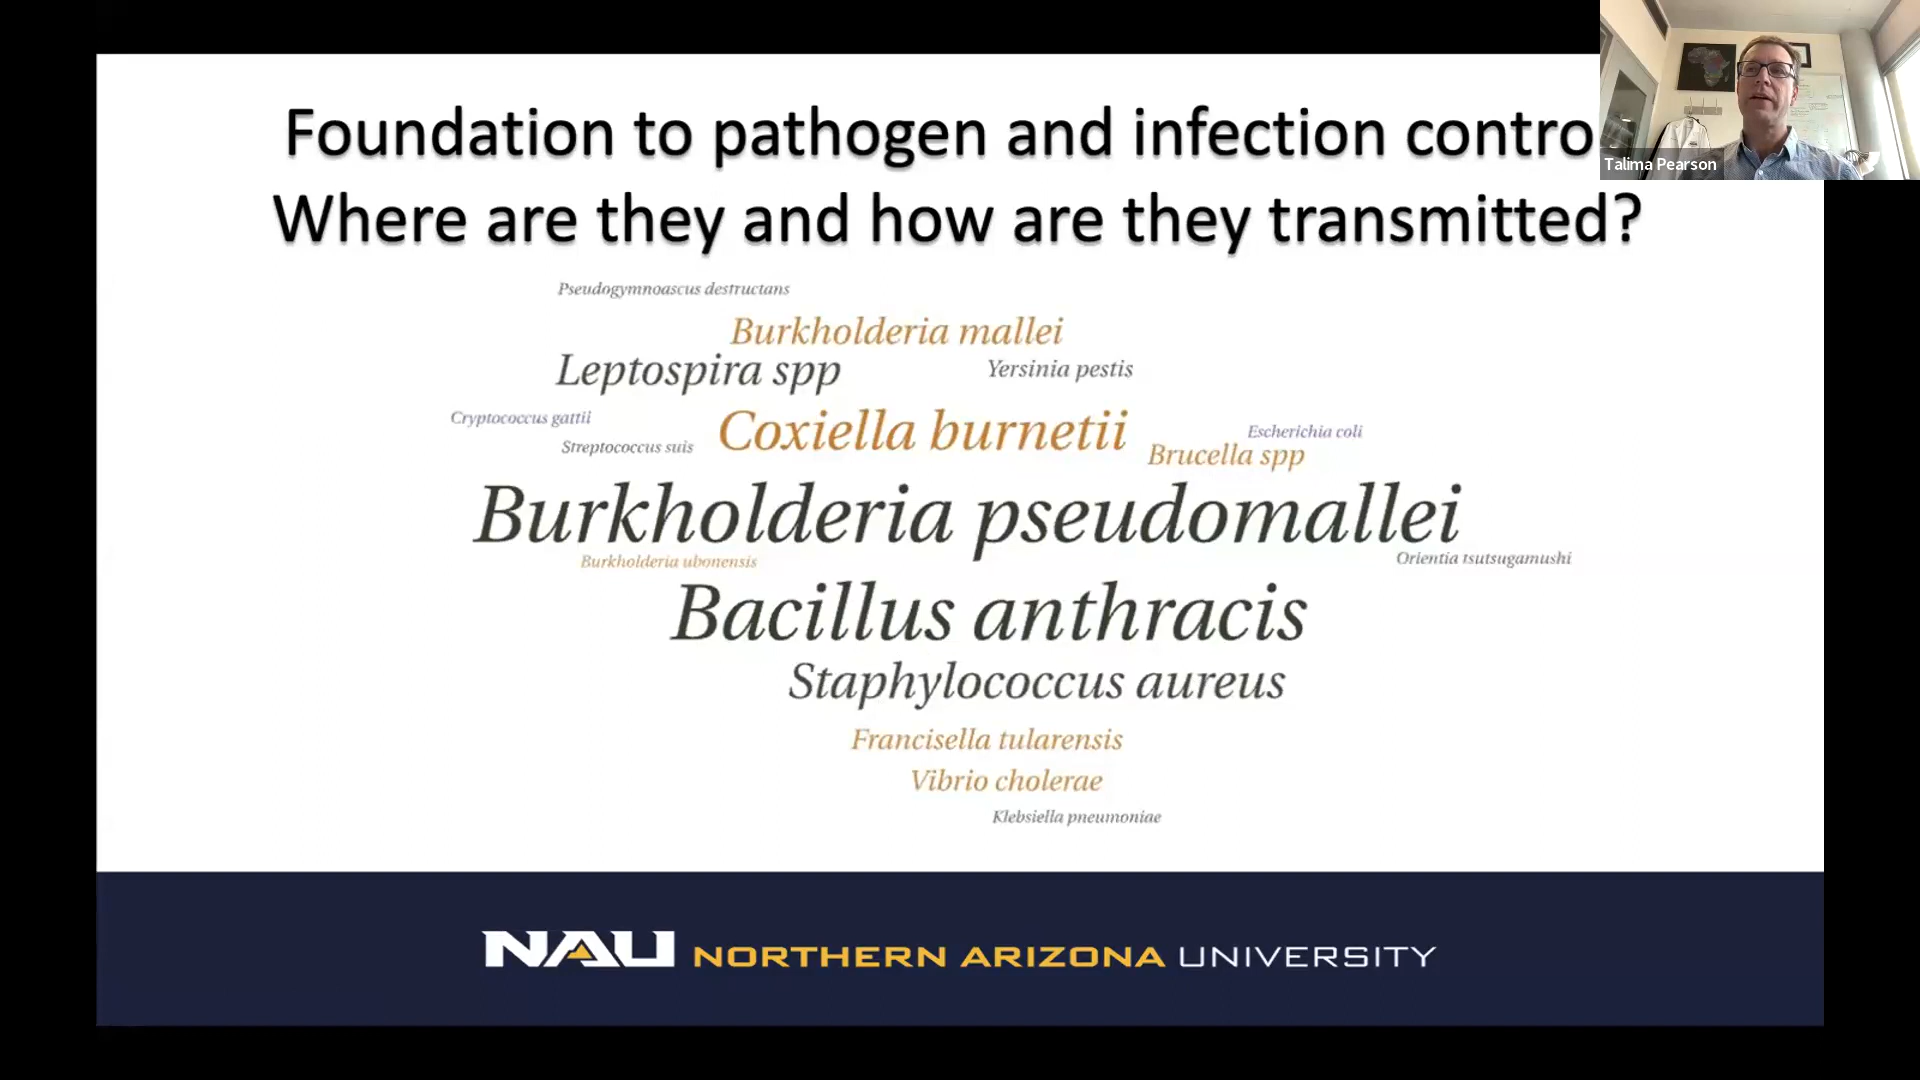 Foundation to pathogen and infection contro
Talima Pearson
Where are they and how are they transmitted?
Pseudogymnoascus destructans
Burkholderia mallei
Leptospira spp
Yersinia pestis
Cryptococcus gattii
Coxiella burnetii
Escherichia coli
Streptococcus suis
Brucella spp
Burkholderia pseudomallei
Burkholderia ubonensis
Orientia tsutsugamushi
Bacillus anthracis
Staphylococcus aureus
Francisella tularensis
Vibrio cholerae
Klebsiella pneumoniae
NAU NORTHERN ARIZONA UNIVERSITY